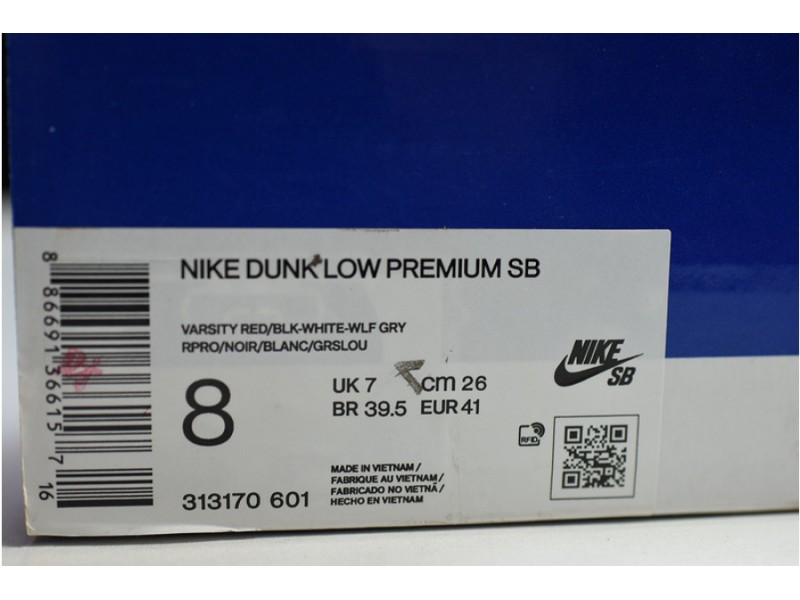 NIKE DUNK LOW PREMIUM SB
VARSITY RED/BLK-WHITE-WLF GRY
RPRO/NOIR/BLANC/GRSLOU
8
UK 7 cm 26
BR 39.5 EUR 41
313170 601
MADE IN VIETNAM /
FABRIQUE AU VIETNAM /
FABRICADO NO VIETNÃ /
HECHO EN VIETNAM
NIKE
SB
RFID
8 86691 36615 7 16